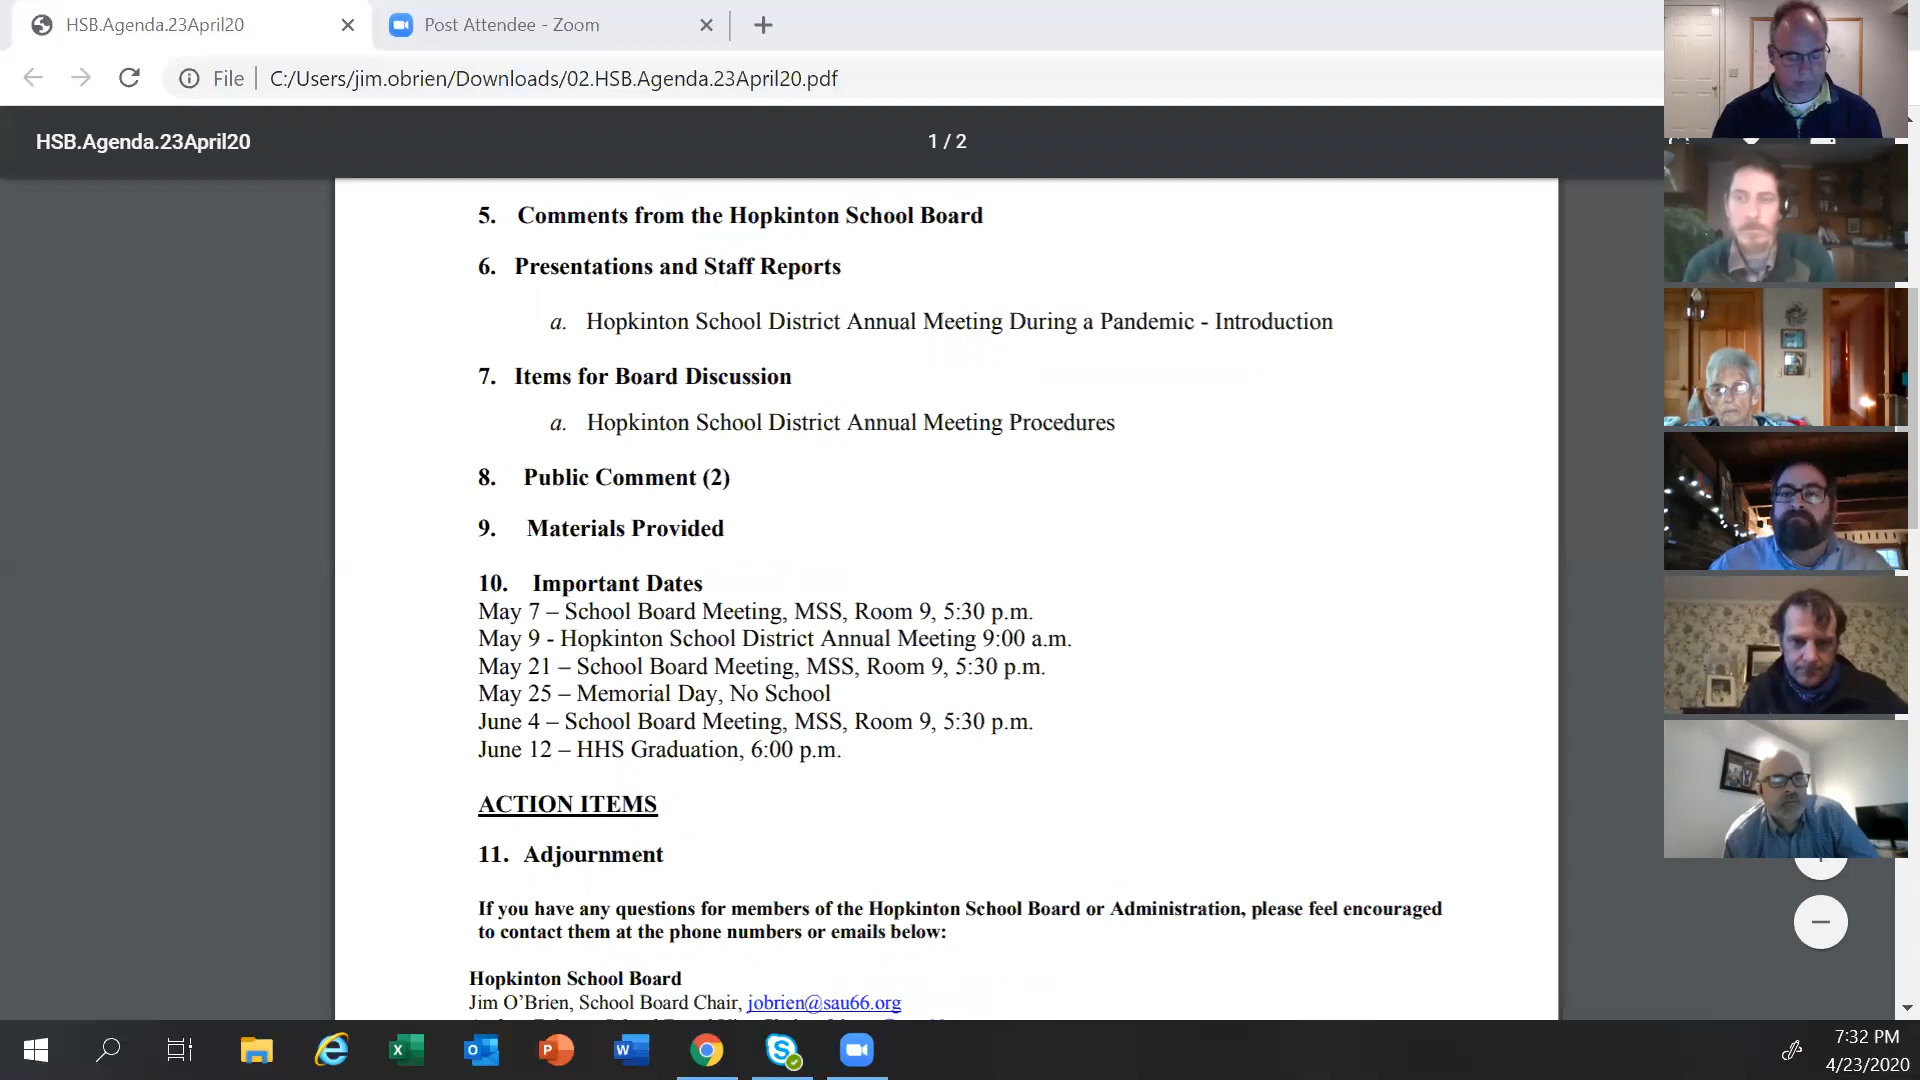 HSB.Agenda.23April20
Post Attendee - Zoom
File
C:/Users/jim.obrien/Downloads/02.HSB.Agenda.23April20.pdf
HSB.Agenda.23April20
1 / 2
5. Comments from the Hopkinton School Board
6. Presentations and Staff Reports
a. Hopkinton School District Annual Meeting During a Pandemic - Introduction
7. Items for Board Discussion
a. Hopkinton School District Annual Meeting Procedures
8. Public Comment (2)
9. Materials Provided
10. Important Dates
May 7 – School Board Meeting, MSS, Room 9, 5:30 p.m.
May 9 - Hopkinton School District Annual Meeting 9:00 a.m.
May 21 – School Board Meeting, MSS, Room 9, 5:30 p.m.
May 25 – Memorial Day, No School
June 4 – School Board Meeting, MSS, Room 9, 5:30 p.m.
June 12 – HHS Graduation, 6:00 p.m.
ACTION ITEMS
11. Adjournment
If you have any questions for members of the Hopkinton School Board or Administration, please feel encouraged
to contact them at the phone numbers or emails below:
Hopkinton School Board
Jim O’Brien, School Board Chair, jobrien@sau66.org
7:32 PM
4/23/2020